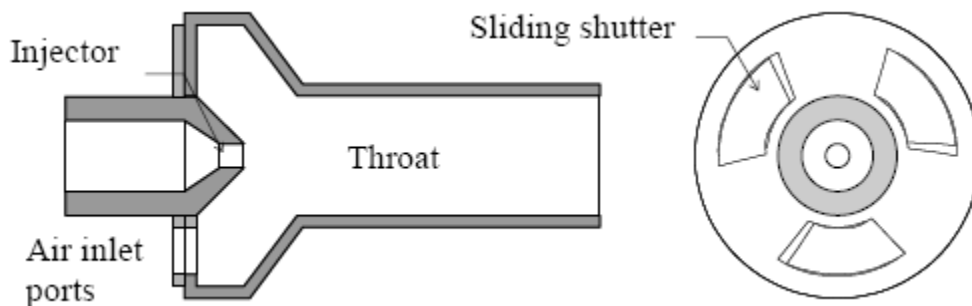 Injector
Sliding shutter
Throat
Air inlet
ports